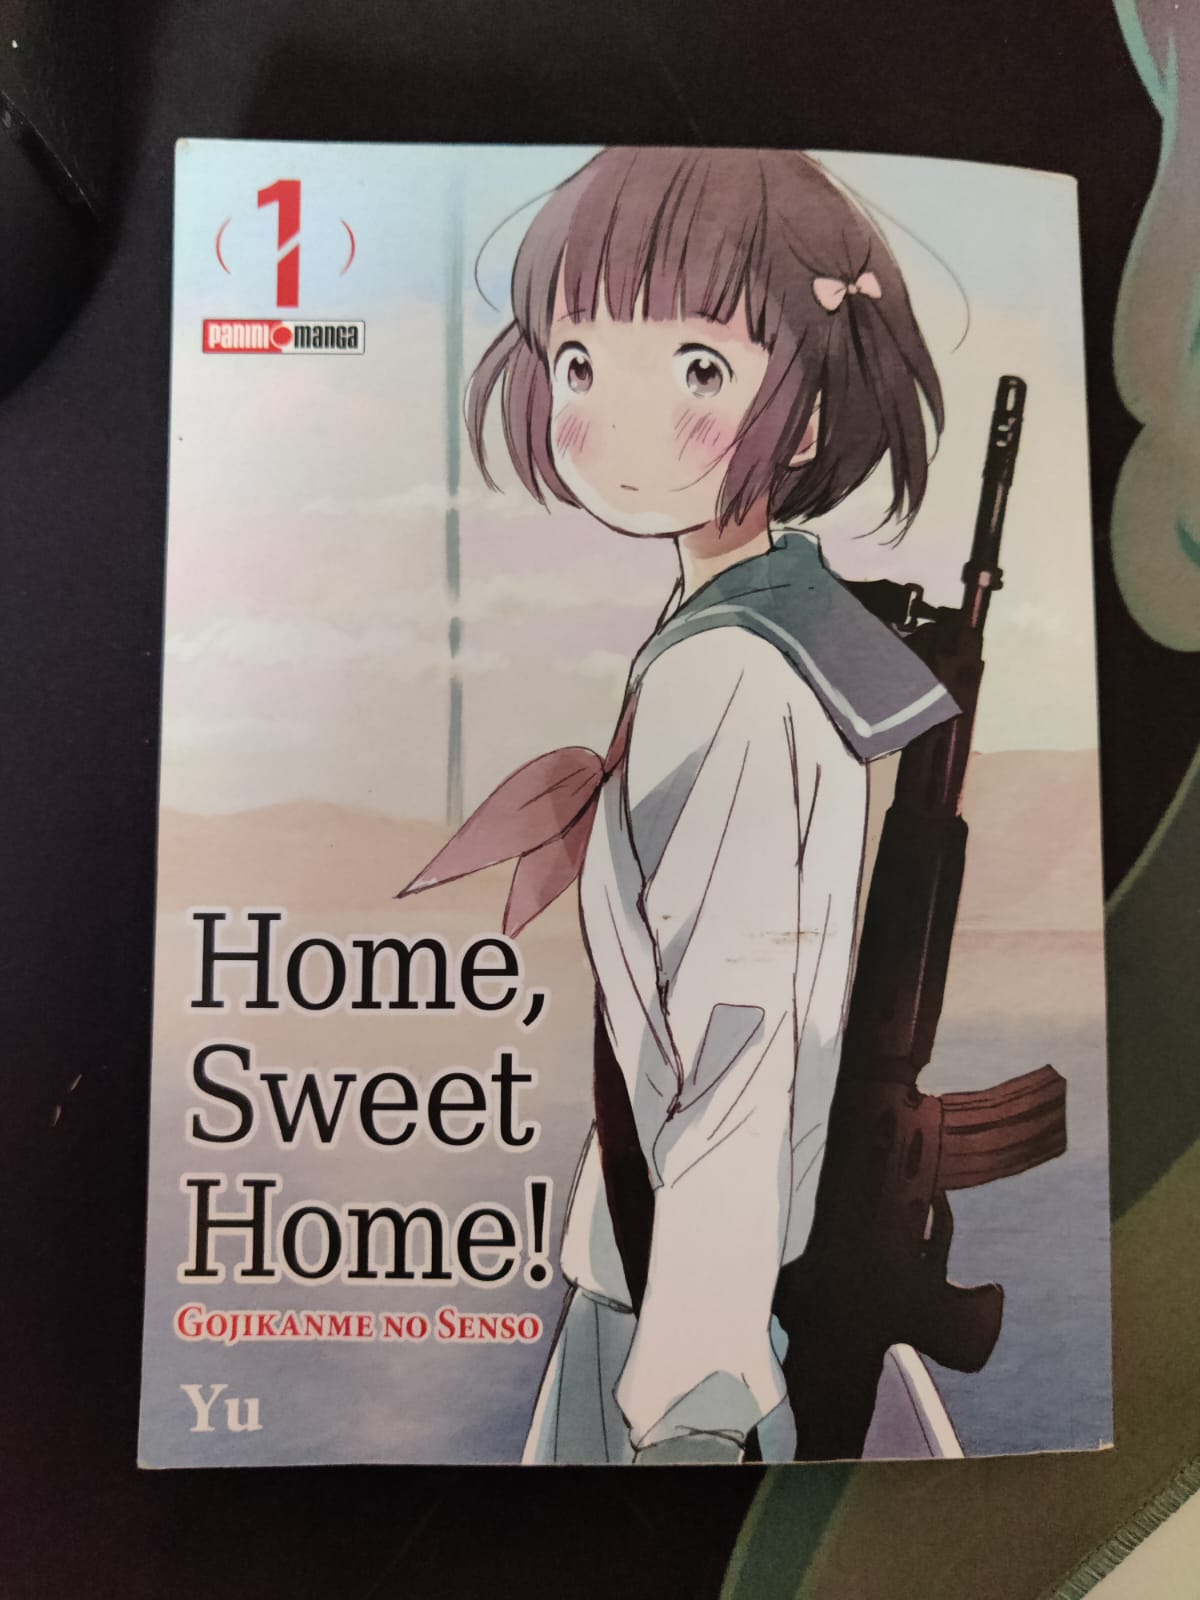 1
PANINI MANGA
Home,
Sweet
Home!
GOJIKANME NO SENSO
Yu